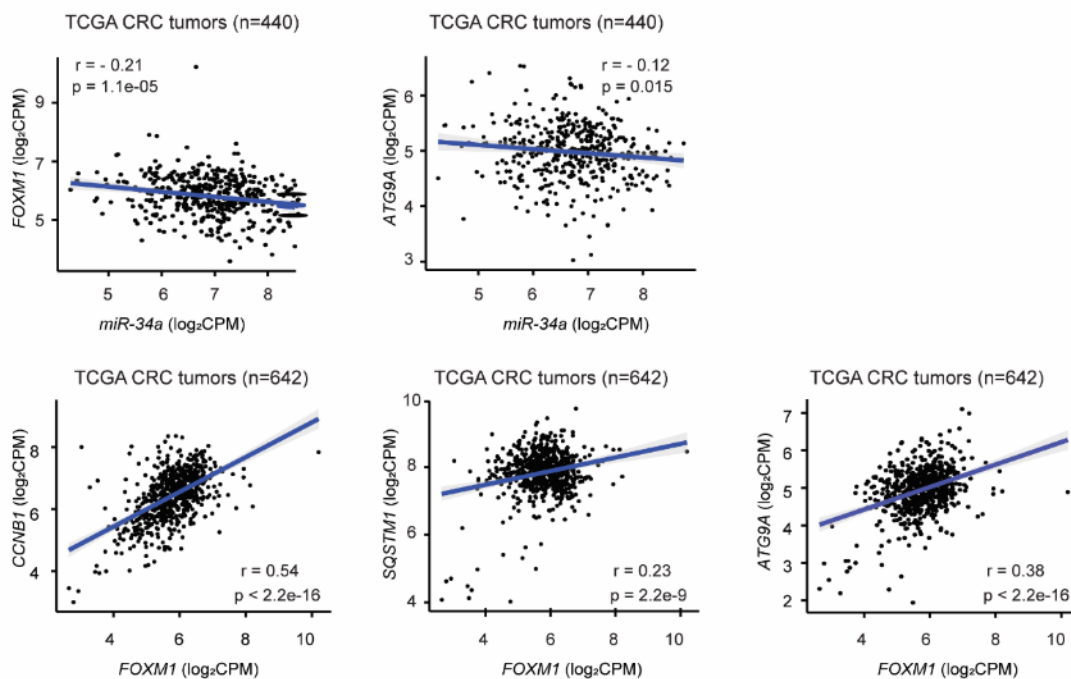 TCGA CRC tumors (n=440)
r = - 0.21
p = 1.1e-05
9
7
5
FOXM1 (log₂CPM)
5 6 7 8
miR-34a (log₂CPM)
TCGA CRC tumors (n=440)
r = - 0.12
p = 0.015
6
5
4
3
ATG9A (log₂CPM)
5 6 7 8
miR-34a (log₂CPM)
TCGA CRC tumors (n=642)
8
6
4
CCNB1 (log₂CPM)
r = 0.54
p < 2.2e-16
4 6 8 10
FOXM1 (log₂CPM)
TCGA CRC tumors (n=642)
8
6
4
SQSTM1 (log₂CPM)
r = 0.23
p = 2.2e-9
4 6 8 10
FOXM1 (log₂CPM)
TCGA CRC tumors (n=642)
7
6
5
4
3
2
ATG9A (log₂CPM)
r = 0.38
p < 2.2e-16
4 6 8 10
FOXM1 (log₂CPM)